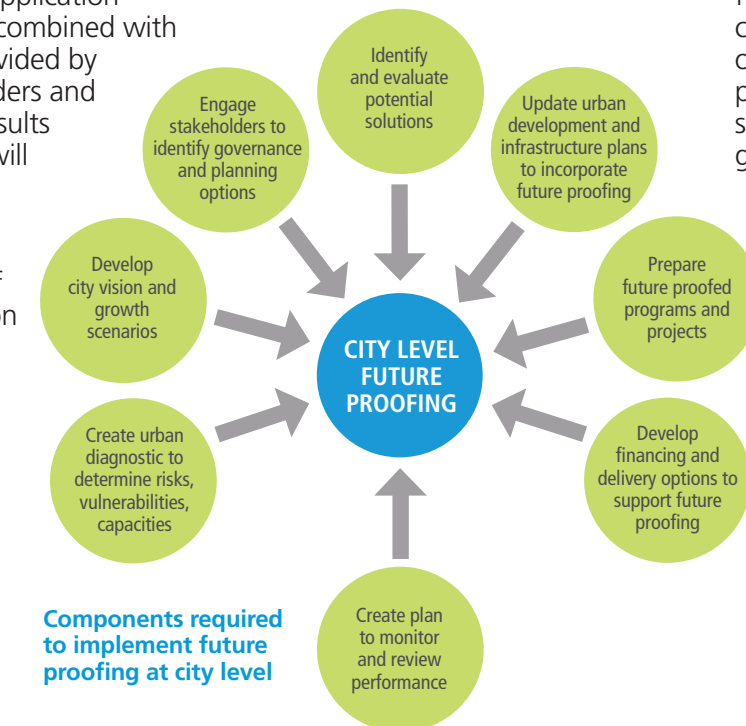 pplication
combined with
vided by
ders and
sults
vill
on
Identify
and evaluate
potential
solutions
Engage
stakeholders to
identify governance
and planning
options
Update urban
development and
infrastructure plans
to incorporate
future proofing
Develop
city vision and
growth
scenarios
Prepare
future proofed
programs and
projects
CITY LEVEL
FUTURE
PROOFING
Create urban
diagnostic to
determine risks,
vulnerabilities,
capacities
Develop
financing and
delivery options to
support future
proofing
Create plan
to monitor
and review
performance
Components required
to implement future
proofing at city level
c
o
p
s
g